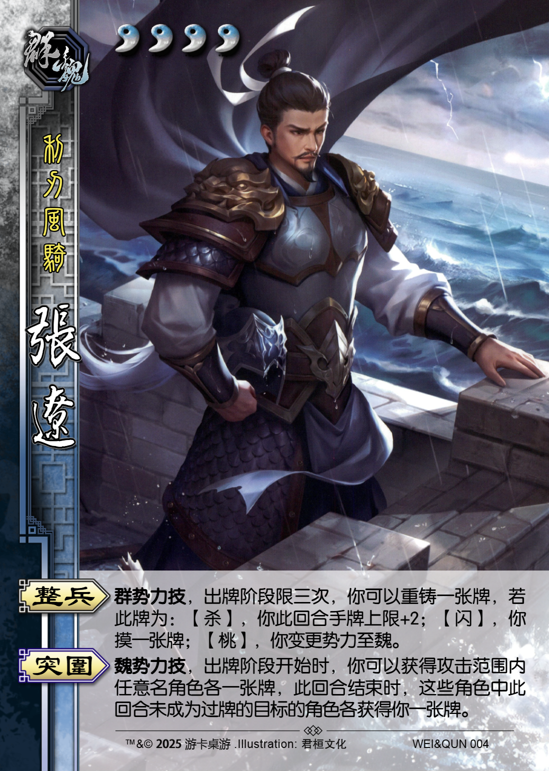 群魏
利刃風騎
張遼
整兵
群势力技，出牌阶段限三次，你可以重铸一张牌，若
此牌为：【杀】，你此回合手牌上限+2；【闪】，你
摸一张牌；【桃】，你变更势力至魏。
突圍
魏势力技，出牌阶段开始时，你可以获得攻击范围内
任意名角色各一张牌，此回合结束时，这些角色中此
回合未成为过牌的目标的角色各获得你一张牌。
™&© 2025 游卡桌游 .Illustration: 君桓文化
WEI&QUN 004